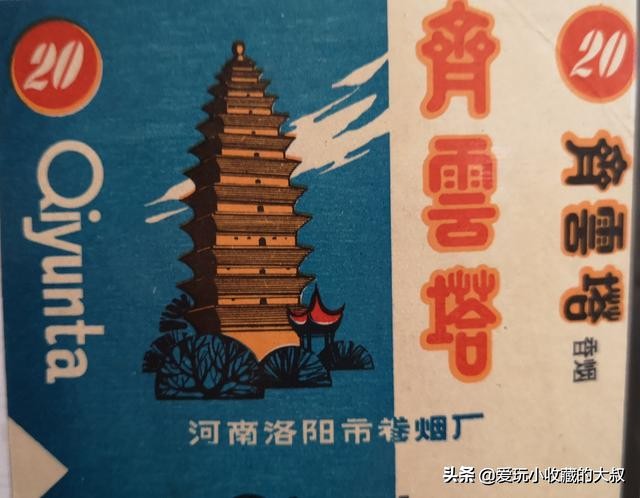 20
Qiyunta
齊雲塔
河南洛阳市卷烟厂
20
齊雲塔
香烟
头条 @爱玩小收藏的大叔